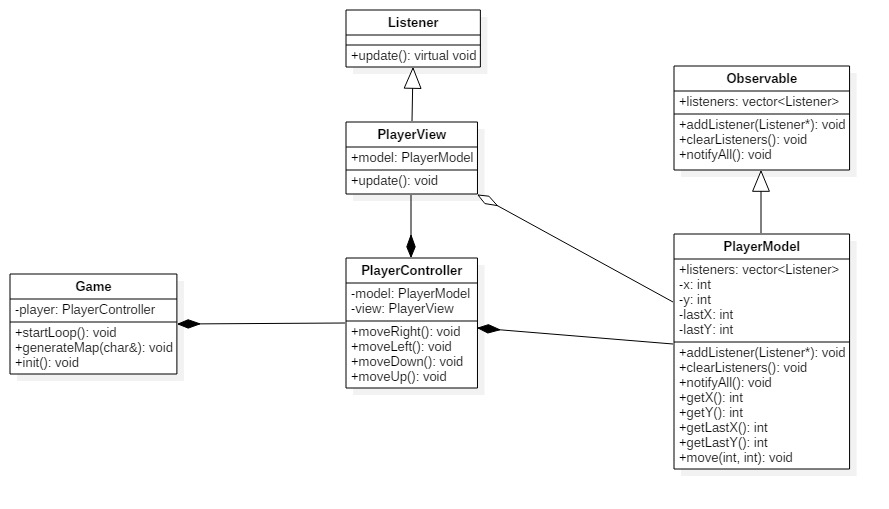 Listener
+update(): virtual void
Observable
+listeners: vector<Listener>
+addListener(Listener*): void
+clearListeners(): void
+notifyAll(): void
PlayerView
+model: PlayerModel
+update(): void
PlayerModel
+listeners: vector<Listener>
-x: int
-y: int
-lastX: int
-lastY: int
+addListener(Listener*): void
+clearListeners(): void
+notifyAll(): void
+getX(): int
+getY(): int
+getLastX(): int
+getLastY(): int
+move(int, int): void
PlayerController
-model: PlayerModel
-view: PlayerView
+moveRight(): void
+moveLeft(): void
+moveDown(): void
+moveUp(): void
Game
-player: PlayerController
+startLoop(): void
+generateMap(char&): void
+init(): void